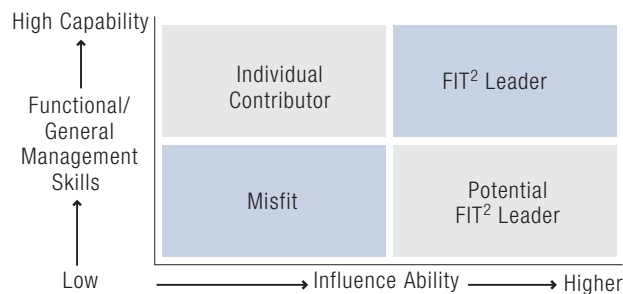 High Capability
Functional/
General
Management
Skills
Low
Individual
Contributor
FIT² Leader
Misfit
Potential
FIT² Leader
Influence Ability
Higher